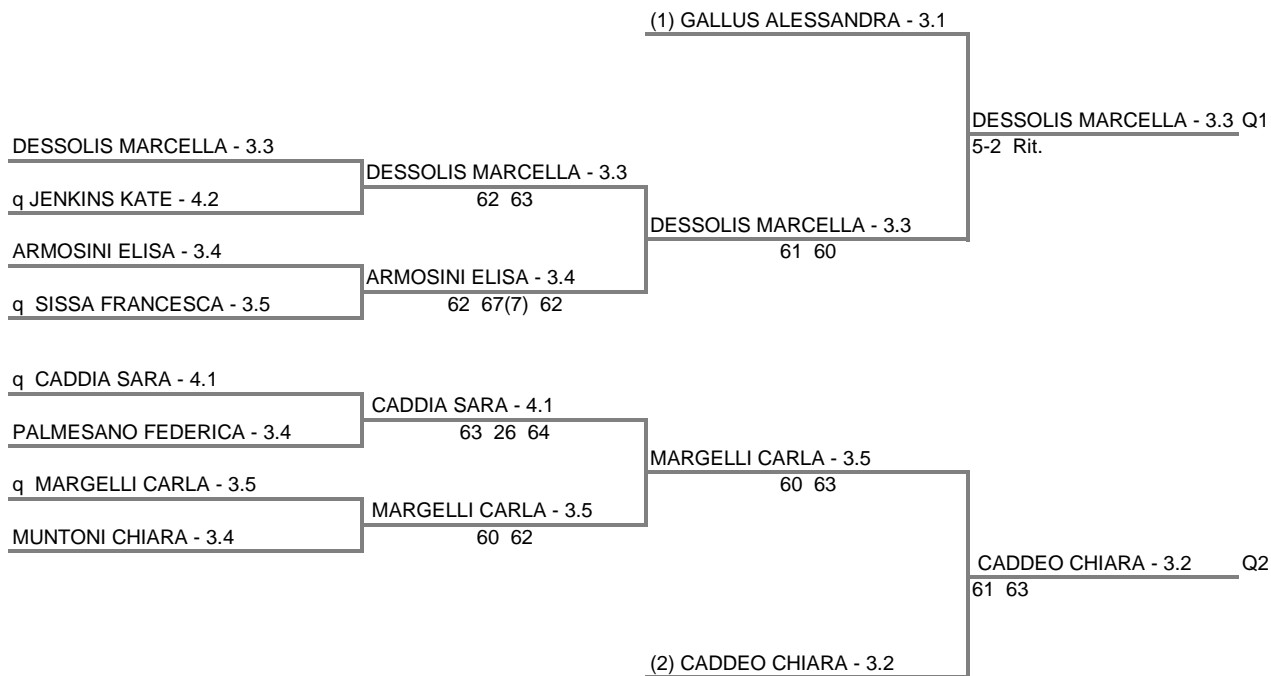 (1) GALLUS ALESSANDRA - 3.1
DESSOLIS MARCELLA - 3.3 Q1
5-2 Rit.
DESSOLIS MARCELLA - 3.3
DESSOLIS MARCELLA - 3.3
62 63
q JENKINS KATE - 4.2
DESSOLIS MARCELLA - 3.3
61 60
ARMOSINI ELISA - 3.4
ARMOSINI ELISA - 3.4
62 67(7) 62
q SISSA FRANCESCA - 3.5
q CADDIA SARA - 4.1
CADDIA SARA - 4.1
63 26 64
PALMESANO FEDERICA - 3.4
MARGELLI CARLA - 3.5
60 63
q MARGELLI CARLA - 3.5
MARGELLI CARLA - 3.5
60 62
MUNTONI CHIARA - 3.4
CADDEO CHIARA - 3.2 Q2
61 63
(2) CADDEO CHIARA - 3.2